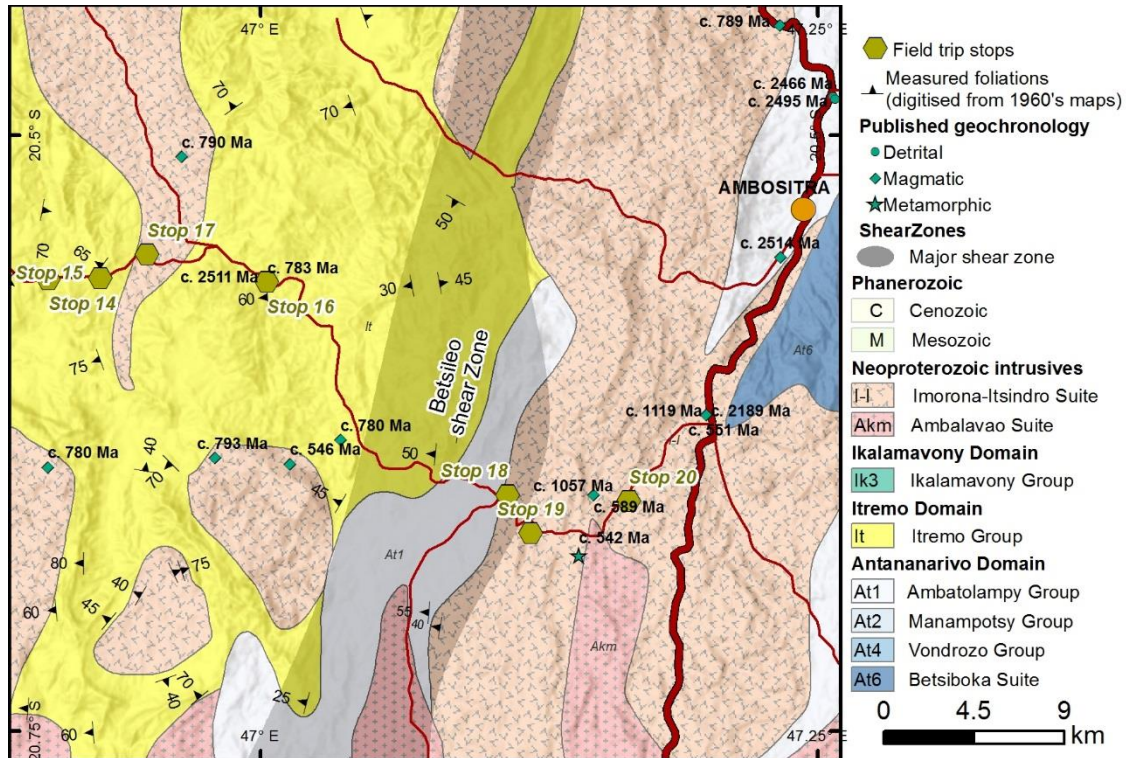 47° E
c. 789 Ma
47.25° E
c. 2466 Ma
c. 2495 Ma
70
70
20.5° S
20.5° S
c. 790 Ma
AMBOSITRA
50
Stop 17
70
65
c. 2514 Ma
Stop 15
c. 2511 Ma
c. 783 Ma
30
45
Stop 14
60
Stop 16
It
At6
75
Betsileo
shear Zone
c. 1119 Ma
c. 2189 Ma
c. 551 Ma
I-I
c. 780 Ma
c. 793 Ma
c. 780 Ma
40
70
c. 546 Ma
50
Stop 18
Stop 20
45
c. 1057 Ma
c. 589 Ma
Stop 19
c. 542 Ma
At1
80
75
40
45
60
55
40
Akm
70
40
25
60
20.75° S
20.75° S
47° E
47.25° E
Field trip stops
Measured foliations
(digitised from 1960's maps)
Published geochronology
Detrital
Magmatic
Metamorphic
ShearZones
Major shear zone
Phanerozoic
C Cenozoic
M Mesozoic
Neoproterozoic intrusives
I-I Imorona-Itsindro Suite
Akm Ambalavao Suite
Ikalamavony Domain
Ik3 Ikalamavony Group
Itremo Domain
It Itremo Group
Antananarivo Domain
At1 Ambatolampy Group
At2 Manampotsy Group
At4 Vondrozo Group
At6 Betsiboka Suite
0 4.5 9
km